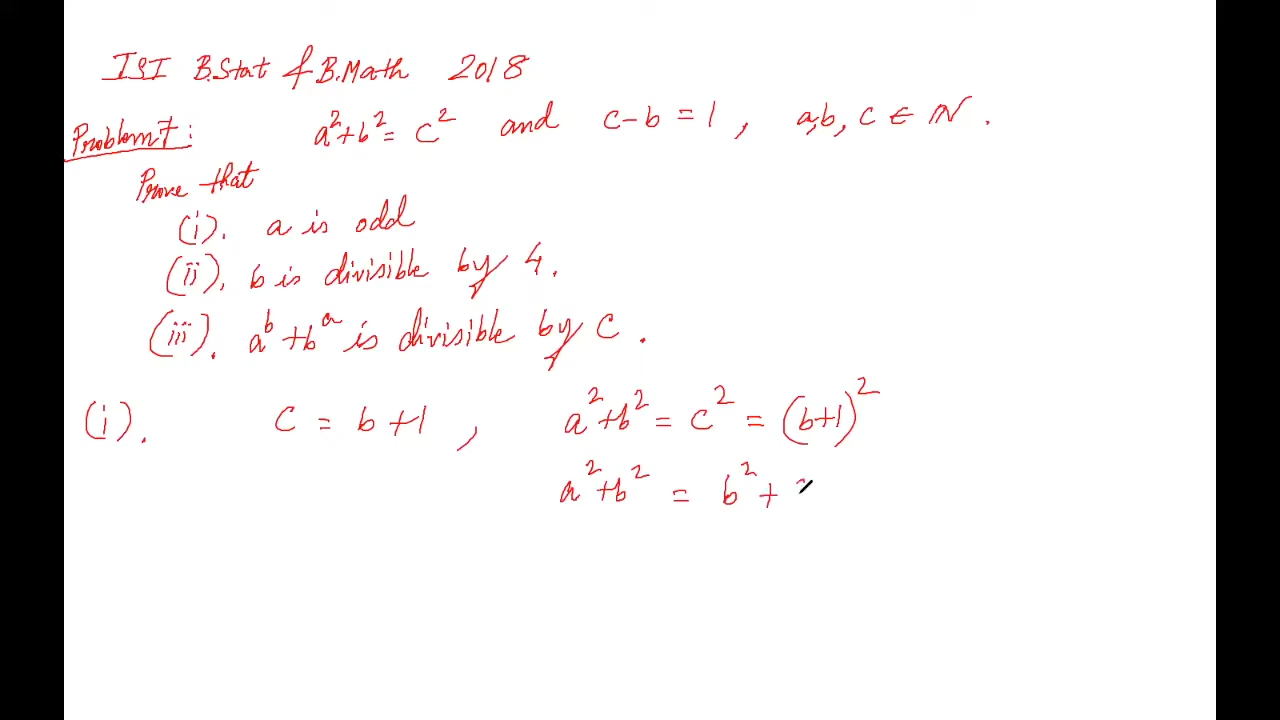 ISI B.Stat & B.Math 2018
Problem 7: a²+b² = c² and c-b = 1, a,b, c ∈ ℕ.
Prove that
(i). a is odd
(ii). b is divisible by 4.
(iii). a^b + b^a is divisible by c.
(i). c = b+1, a²+b² = c² = (b+1)²
a²+b² = b² +